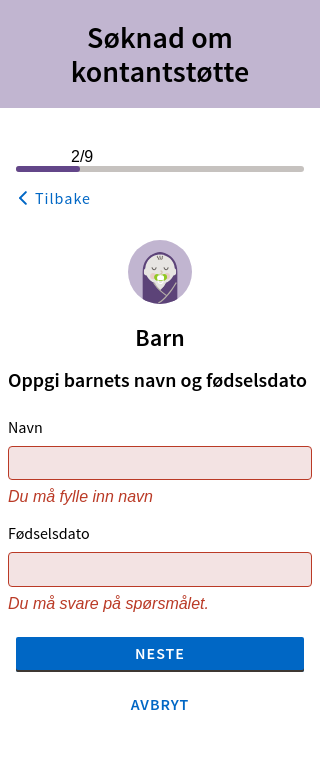 Søknad om
kontantstøtte
2/9
Tilbake
Barn
Oppgi barnets navn og fødselsdato
Navn
Du må fylle inn navn
Fødselsdato
Du må svare på spørsmålet.
NESTE
AVBRYT